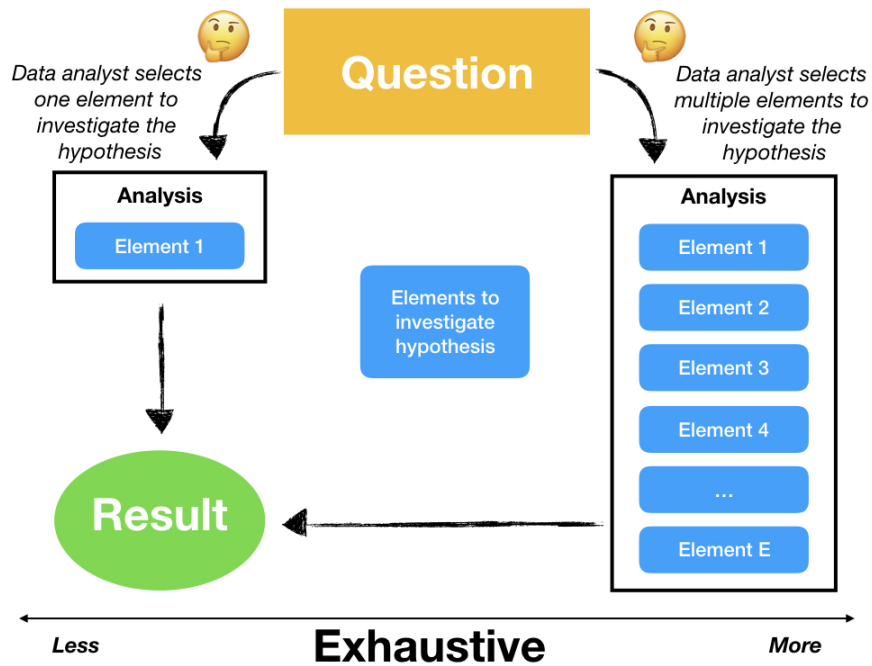 Question
Data analyst selects
one element to
investigate the
hypothesis
Data analyst selects
multiple elements to
investigate the
hypothesis
Analysis
Element 1
Elements to
investigate
hypothesis
Analysis
Element 1
Element 2
Element 3
Element 4
...
Element E
Result
Less
Exhaustive
More